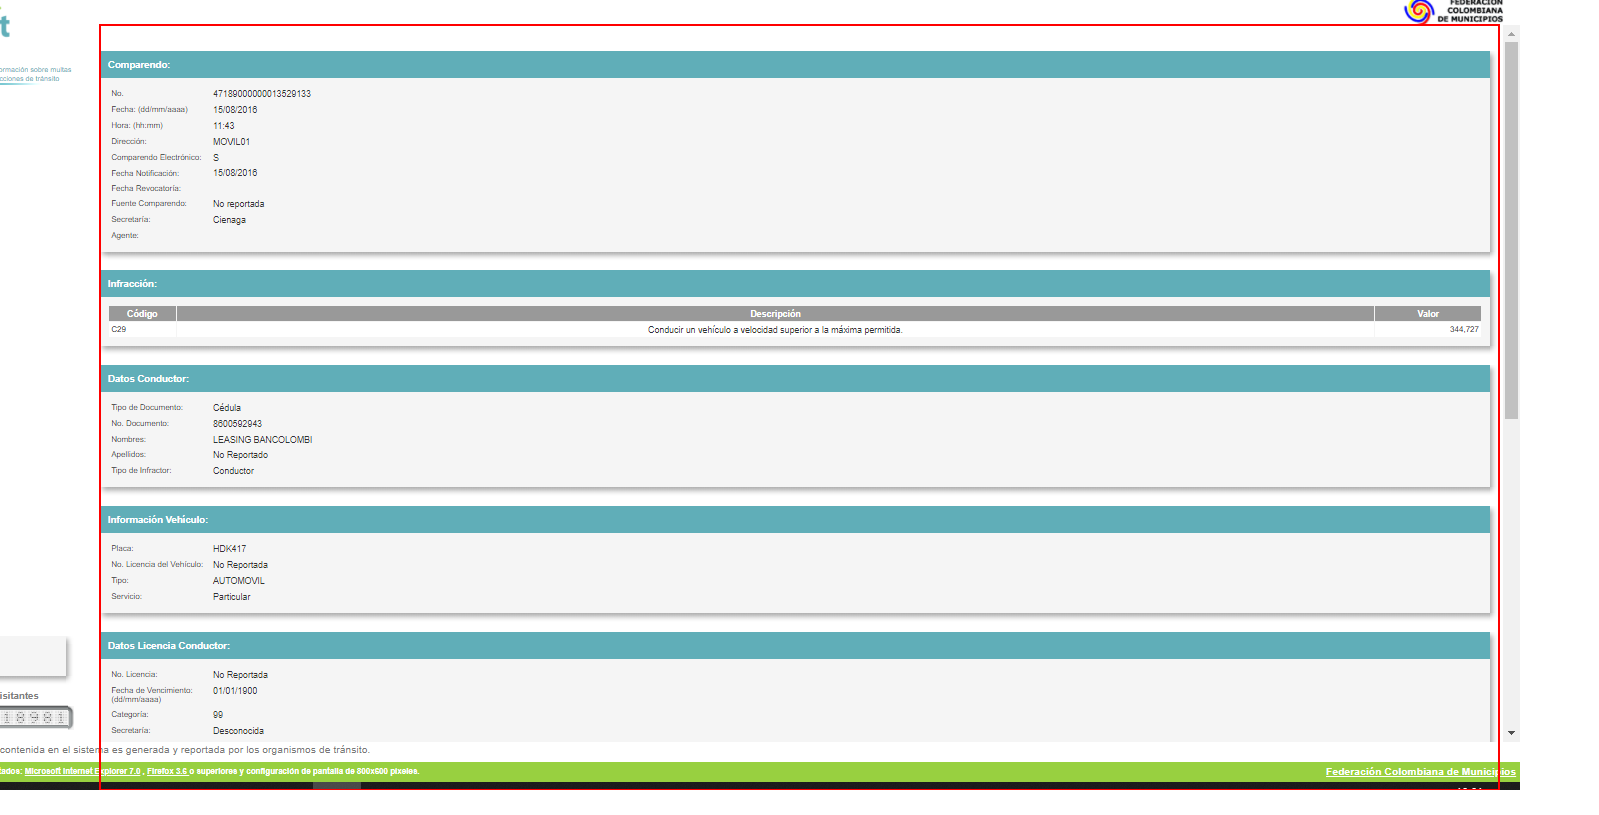 FEDERACIÓN
COLOMBIANA
DE MUNICIPIOS
t
ormación sobre multas
cciones de tránsito
Comparendo:
No. 47189000000013529133
Fecha: (dd/mm/aaaa) 15/08/2016
Hora: (hh:mm) 11:43
Dirección: MOVIL01
Comparendo Electrónico: S
Fecha Notificación: 15/08/2016
Fecha Revocatoría:
Fuente Comparendo: No reportada
Secretaría: Cienaga
Agente:
Infracción:
Código Descripción Valor
C29 Conducir un vehículo a velocidad superior a la máxima permitida. 344,727
Datos Conductor:
Tipo de Documento: Cédula
No. Documento: 8600592943
Nombres: LEASING BANCOLOMBI
Apellidos: No Reportado
Tipo de Infractor: Conductor
Información Vehículo:
Placa: HDK417
No. Licencia del Vehículo: No Reportada
Tipo: AUTOMOVIL
Servicio: Particular
Datos Licencia Conductor:
No. Licencia: No Reportada
Fecha de Vencimiento: 01/01/1900
(dd/mm/aaaa)
Categoría: 99
Secretaría: Desconocida
isitantes
18981
contenida en el sistema es generada y reportada por los organismos de tránsito.
tados: Microsoft Internet Explorer 7.0 , Firefox 3.6 o superiores y configuración de pantalla de 800x600 pixeles.
Federación Colombiana de Municipios